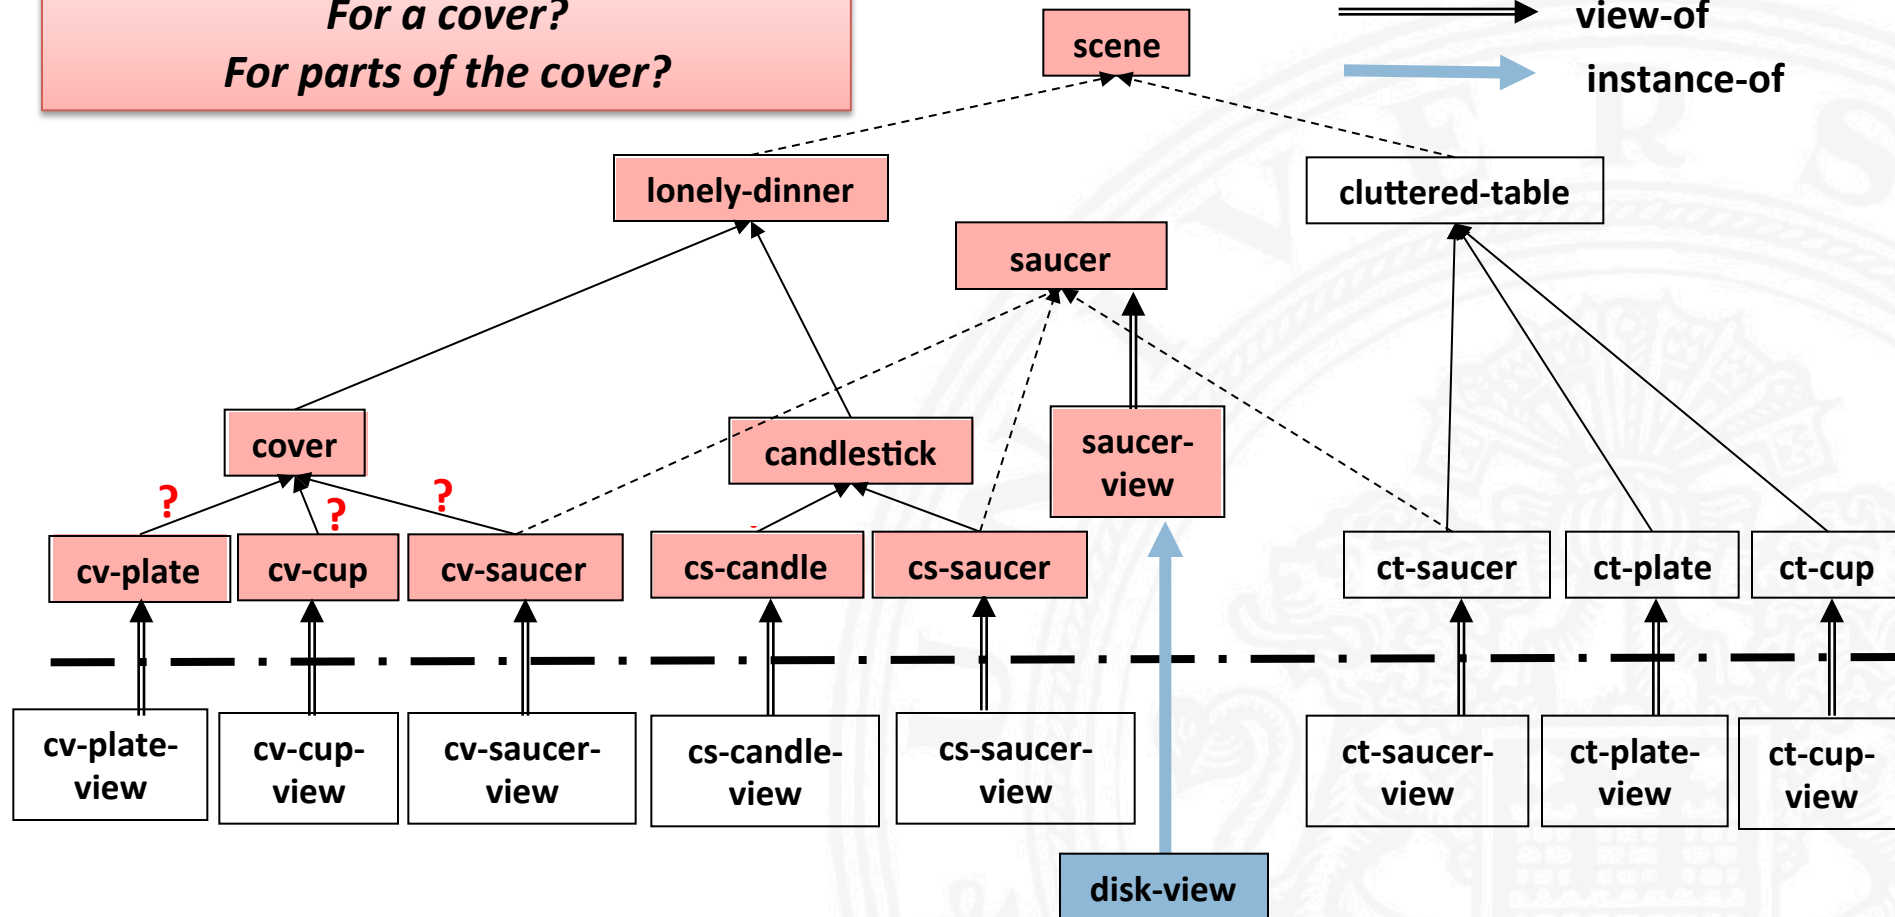 For a cover?
For parts of the cover?
view-of
instance-of
scene
lonely-dinner
cluttered-table
saucer
cover
candlestick
saucer-
view
?
?
?
cv-plate
cv-cup
cv-saucer
cs-candle
cs-saucer
ct-saucer
ct-plate
ct-cup
cv-plate-
view
cv-cup-
view
cv-saucer-
view
cs-candle-
view
cs-saucer-
view
ct-saucer-
view
ct-plate-
view
ct-cup-
view
disk-view